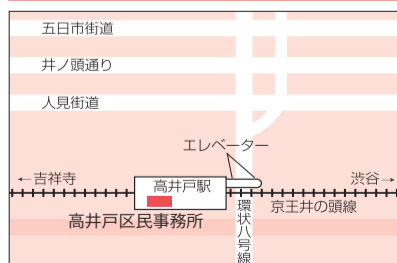 五日市街道
井ノ頭通り
人見街道
エレベーター
←吉祥寺
高井戸駅
渋谷→
高井戸区民事務所
環状八号線
京王井の頭線